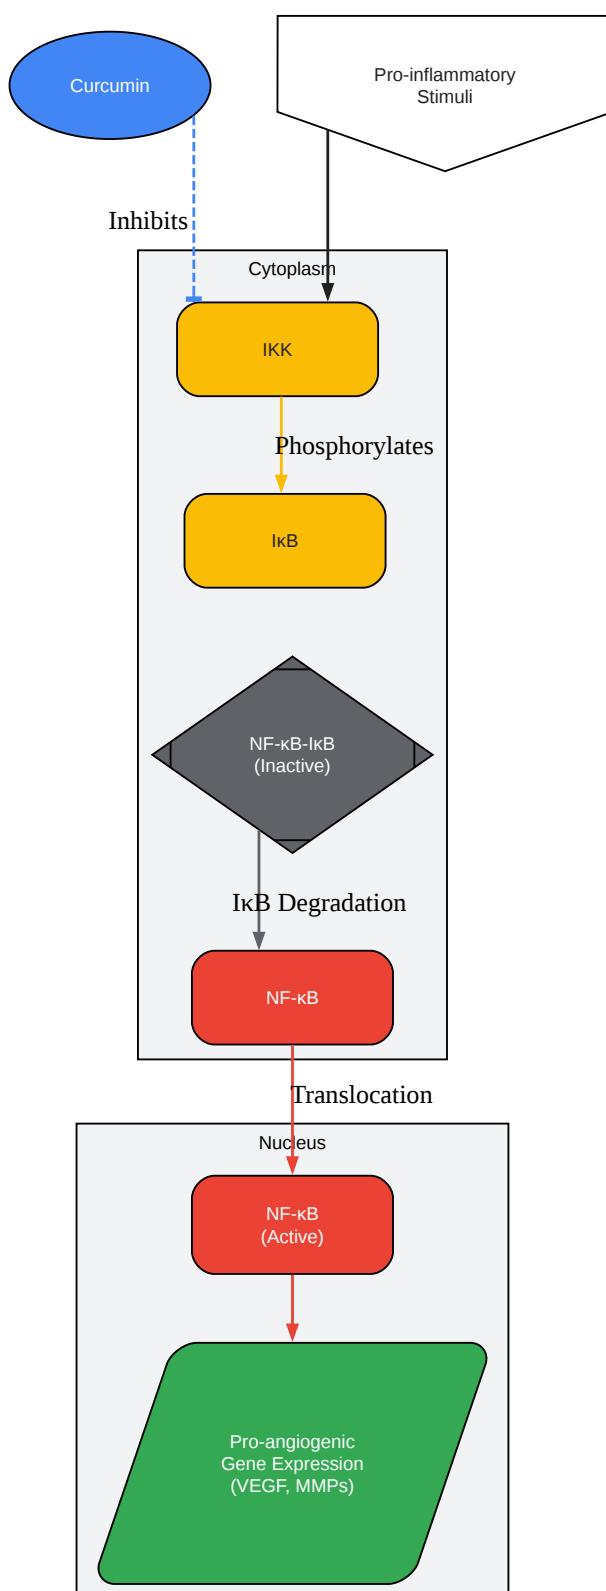 Curcumin
Pro-inflammatory
Stimuli
Inhibits
Cytoplasm
IKK
Phosphorylates
IκB
NF-κB-IκB
(Inactive)
IκB Degradation
NF-κB
Translocation
Nucleus
NF-κB
(Active)
Pro-angiogenic
Gene Expression
(VEGF, MMPs)